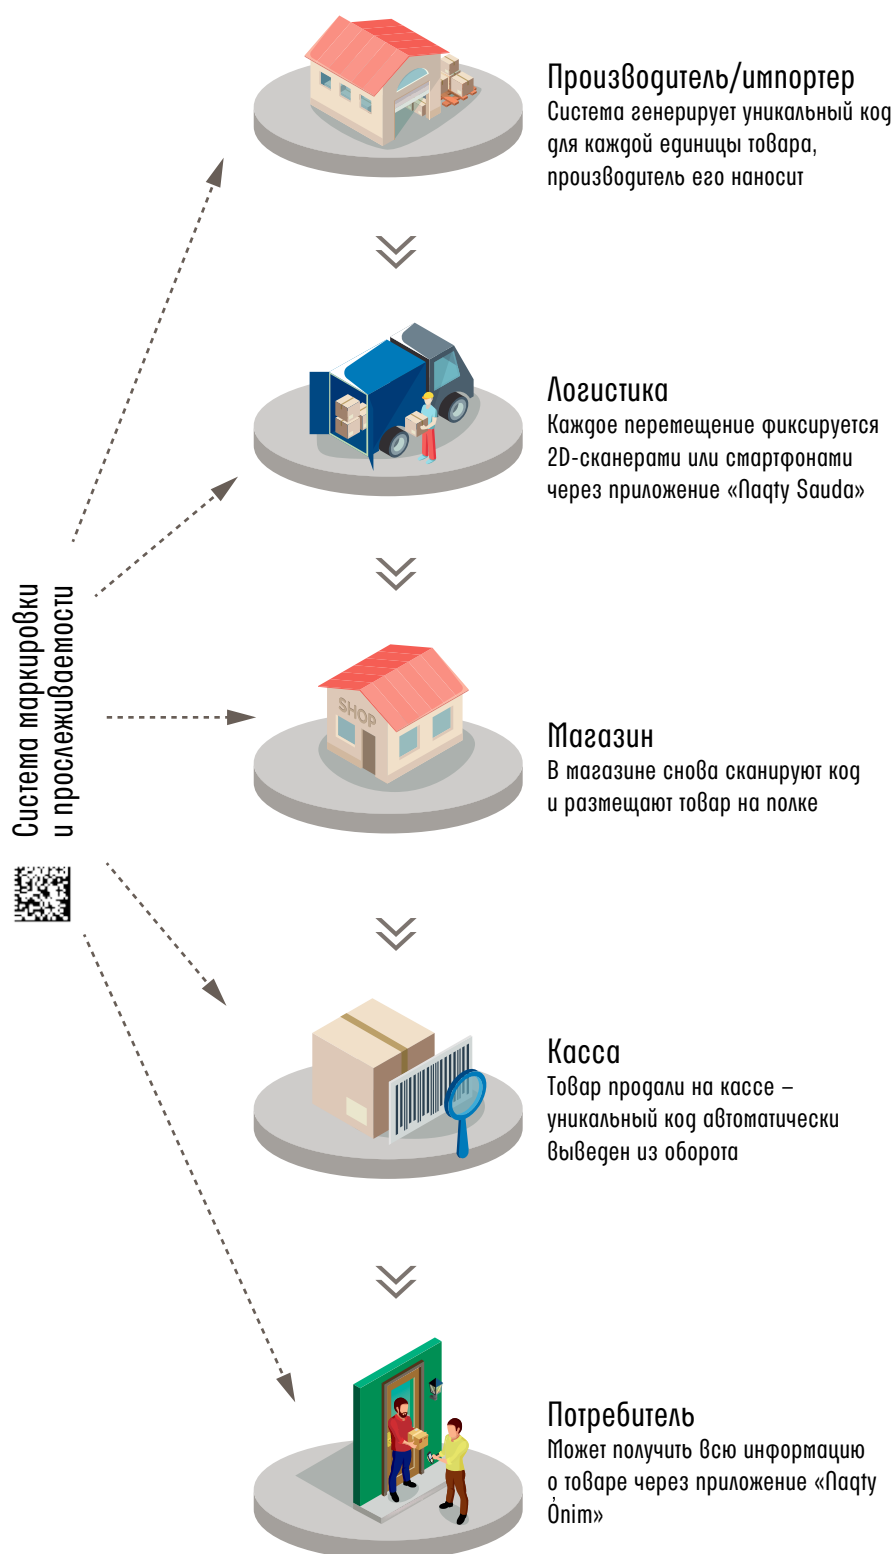 Производитель/импортер
Система генерирует уникальный код
для каждой единицы товара,
производитель его наносит
Логистика
Каждое перемещение фиксируется
2D-сканерами или смартфонами
через приложение «Naqty Sauda»
Система маркировки
и прослеживаемости
SHOP
Магазин
В магазине снова сканируют код
и размещают товар на полке
Касса
Товар продали на кассе –
уникальный код автоматически
выведен из оборота
Потребитель
Может получить всю информацию
о товаре через приложение «Naqty
Ónim»